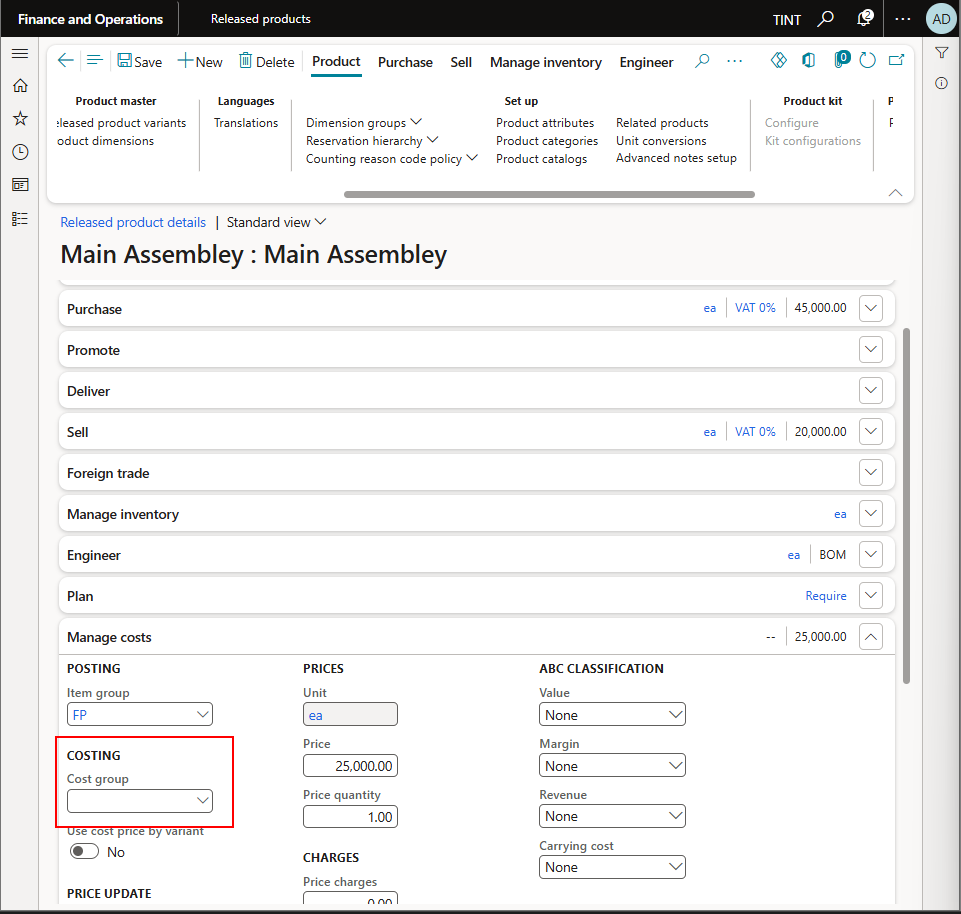 Finance and Operations
Released products
TINT
2
AD
Save
New
Delete
Product
Purchase
Sell
Manage inventory
Engineer
0
Product master
eleased product variants
oduct dimensions
Languages
Translations
Set up
Dimension groups
Reservation hierarchy
Counting reason code policy
Product attributes
Product categories
Product catalogs
Related products
Unit conversions
Advanced notes setup
Product kit
Configure
Kit configurations
Released product details | Standard view
Main Assembley : Main Assembley
Purchase ea VAT 0% 45,000.00
Promote
Deliver
Sell ea VAT 0% 20,000.00
Foreign trade
Manage inventory ea
Engineer ea BOM
Plan Require
Manage costs -- 25,000.00
POSTING
Item group
FP
COSTING
Cost group
Use cost price by variant
No
PRICE UPDATE
PRICES
Unit
ea
Price
25,000.00
Price quantity
1.00
CHARGES
Price charges
0.00
ABC CLASSIFICATION
Value
None
Margin
None
Revenue
None
Carrying cost
None